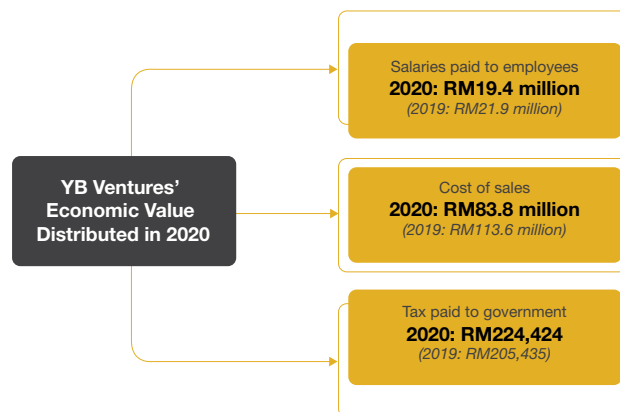 Salaries paid to employees
2020: RM19.4 million
(2019: RM21.9 million)
YB Ventures’
Economic Value
Distributed in 2020
Cost of sales
2020: RM83.8 million
(2019: RM113.6 million)
Tax paid to government
2020: RM224,424
(2019: RM205,435)